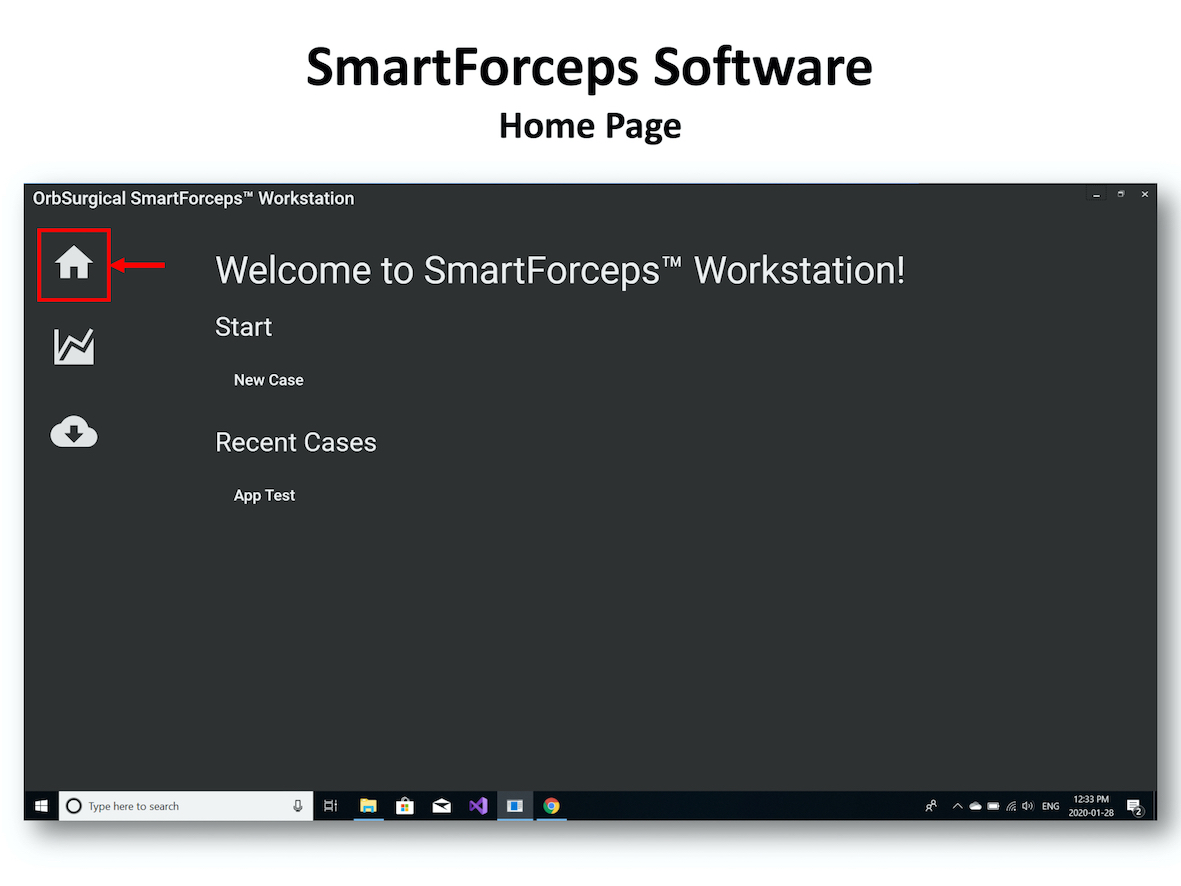 SmartForceps Software
Home Page
OrbSurgical SmartForceps™ Workstation
Welcome to SmartForceps™ Workstation!
Start
New Case
Recent Cases
App Test
Type here to search
ENG
12:33 PM
2020-01-28
2